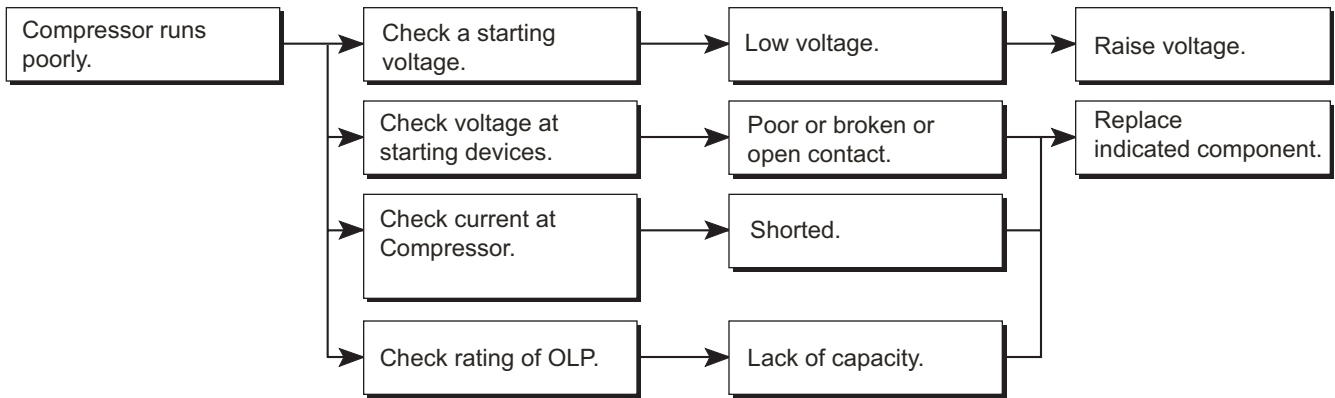 Compressor runs
poorly.
Check a starting
voltage.
Low voltage.
Raise voltage.
Check voltage at
starting devices.
Poor or broken or
open contact.
Replace
indicated component.
Check current at
Compressor.
Shorted.
Check rating of OLP.
Lack of capacity.